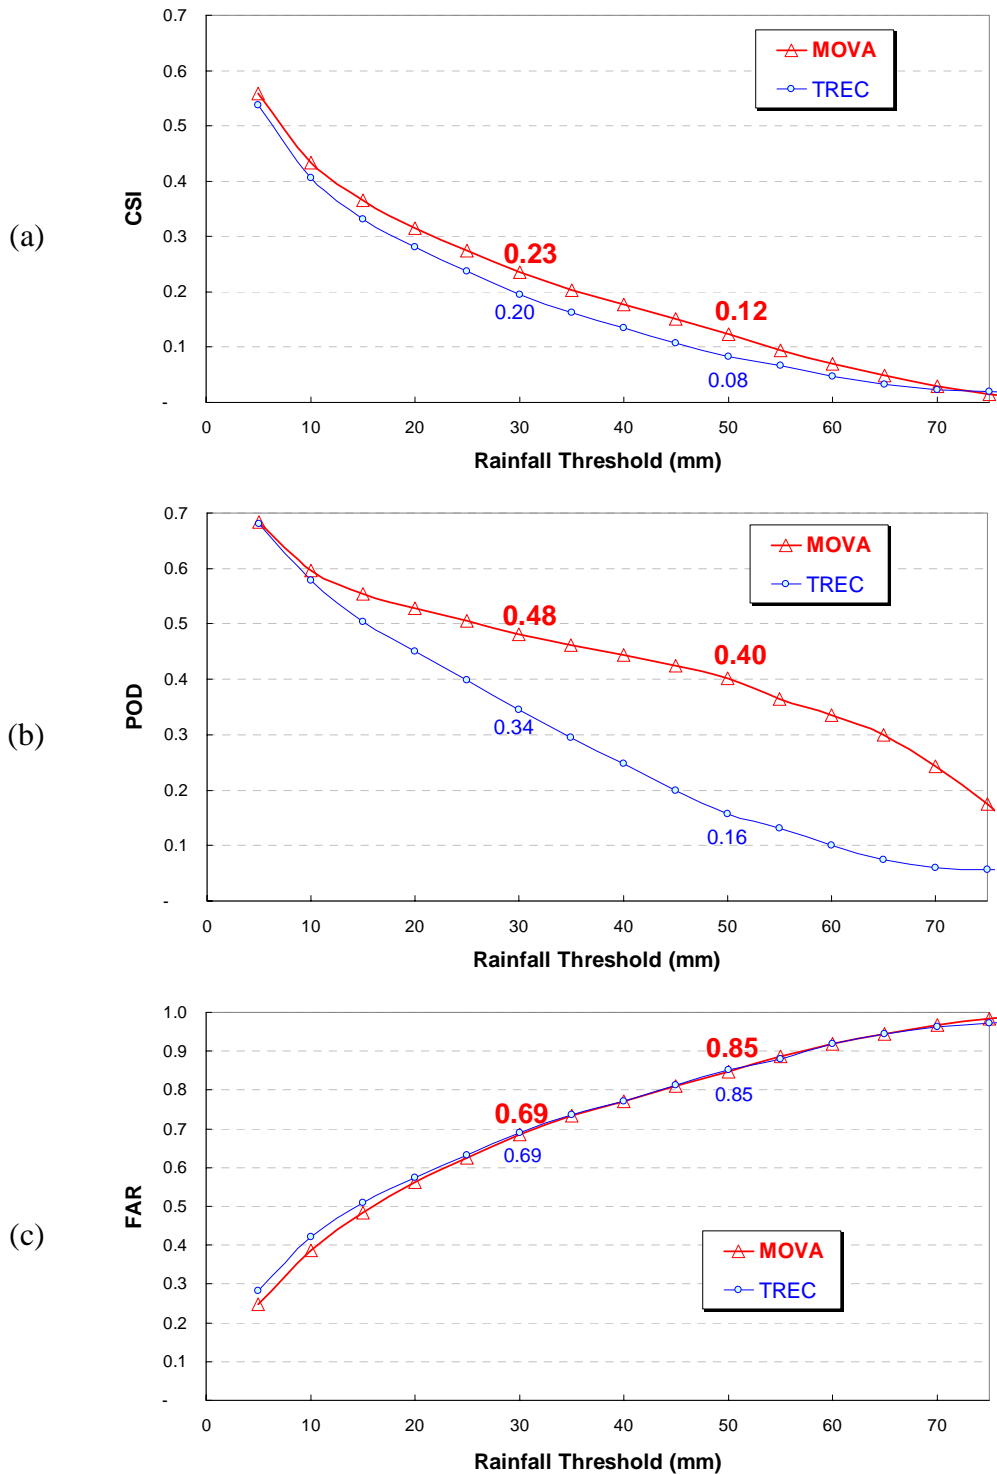 0.7
MOVA
TREC
0.6
0.5
0.4
(a)
CSI
0.3
0.23
0.2
0.20
0.12
0.1
0.08
-
0 10 20 30 40 50 60 70
Rainfall Threshold (mm)
0.7
MOVA
TREC
0.6
0.5
0.48
0.40
0.4
(b)
POD
0.34
0.3
0.2
0.16
0.1
-
0 10 20 30 40 50 60 70
Rainfall Threshold (mm)
1.0
0.9
0.85
0.85
0.8
0.7
0.69
0.69
0.6
0.5
(c)
FAR
MOVA
TREC
0.4
0.3
0.2
0.1
-
0 10 20 30 40 50 60 70
Rainfall Threshold (mm)